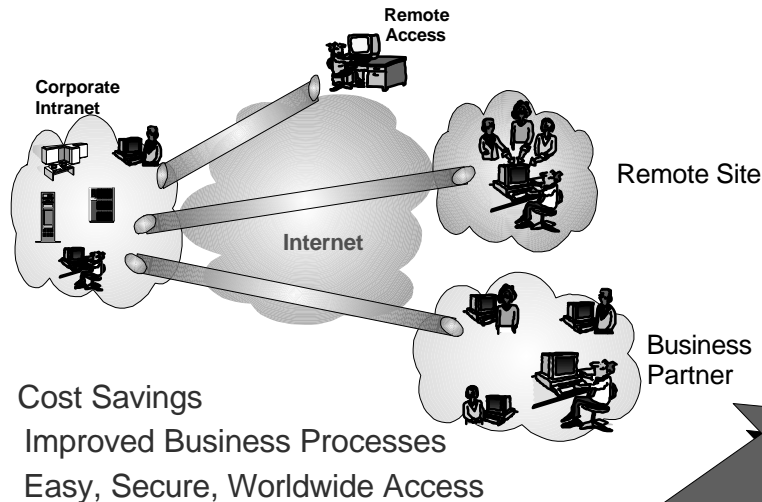 Remote
Access
Corporate
Intranet
Remote Site
Internet
Business
Partner
Cost Savings
Improved Business Processes
Easy, Secure, Worldwide Access